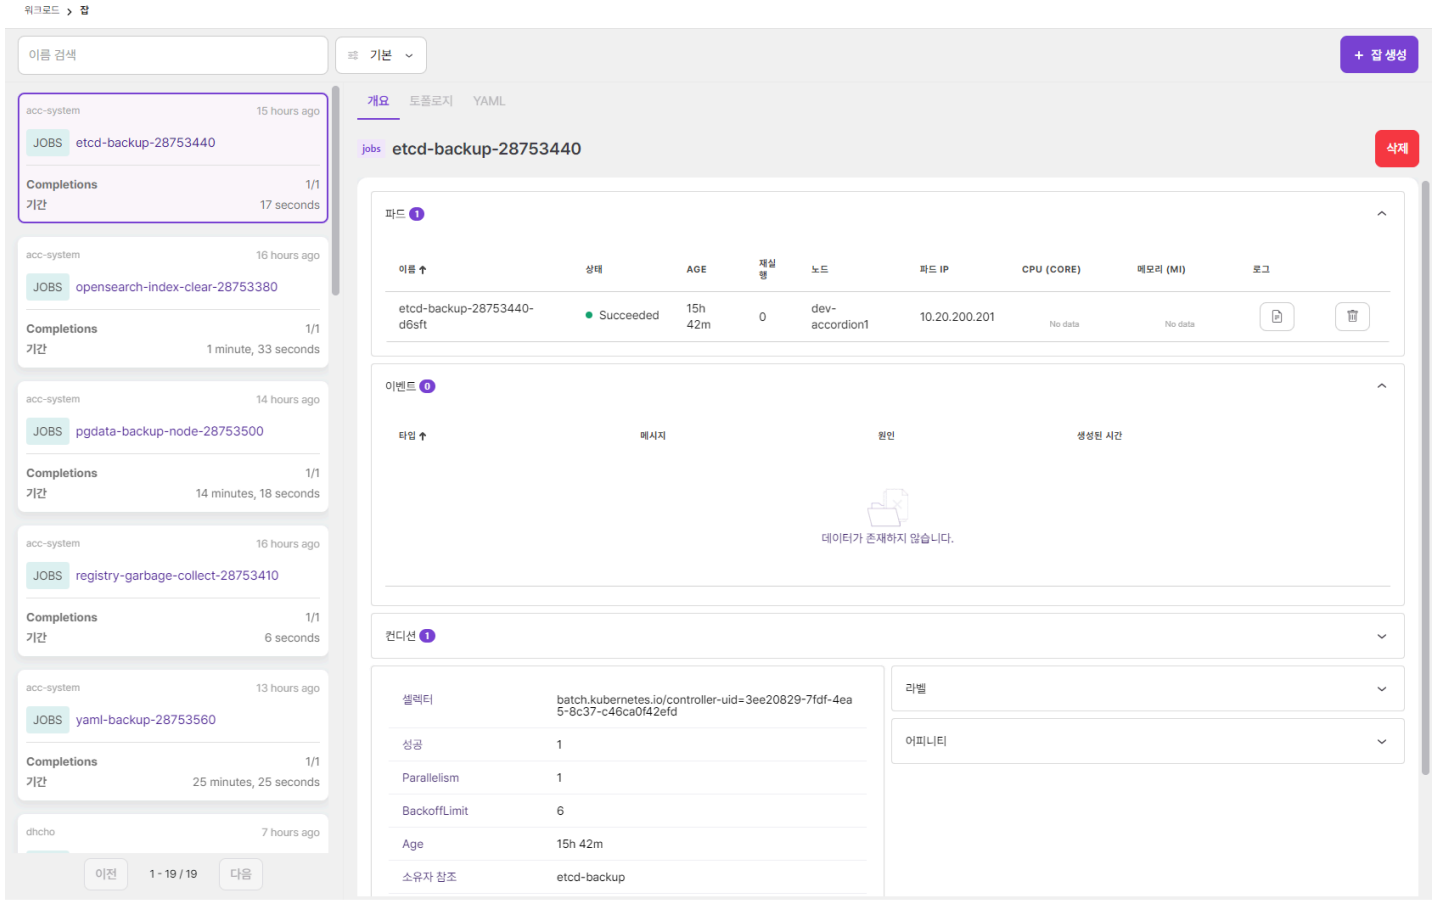 워크로드 > 잡
이름 검색
기본
+ 잡 생성
acc-system 15 hours ago
JOBS etcd-backup-28753440
Completions 1/1
기간 17 seconds
acc-system 16 hours ago
JOBS opensearch-index-clear-28753380
Completions 1/1
기간 1 minute, 33 seconds
acc-system 14 hours ago
JOBS pgdata-backup-node-28753500
Completions 1/1
기간 14 minutes, 18 seconds
acc-system 16 hours ago
JOBS registry-garbage-collect-28753410
Completions 1/1
기간 6 seconds
acc-system 13 hours ago
JOBS yaml-backup-28753560
Completions 1/1
기간 25 minutes, 25 seconds
dhcho 7 hours ago
이전 1 - 19 / 19 다음
개요 토폴로지 YAML
jobs etcd-backup-28753440
삭제
파드 1
이름 상태 AGE 재실
행 노드 파드 IP CPU (CORE) 메모리 (MI) 로그
etcd-backup-28753440-
d6sft
Succeeded
15h
42m
0
dev-
accordion1
10.20.200.201
No data
No data
이벤트 0
타입 메시지 원인 생성된 시간
데이터가 존재하지 않습니다.
컨디션 1
셀렉터 batch.kubernetes.io/controller-uid=3ee20829-7fdf-4ea
5-8c37-c46ca0f42efd
성공 1
Parallelism 1
BackoffLimit 6
Age 15h 42m
소유자 참조 etcd-backup
라벨
어피니티